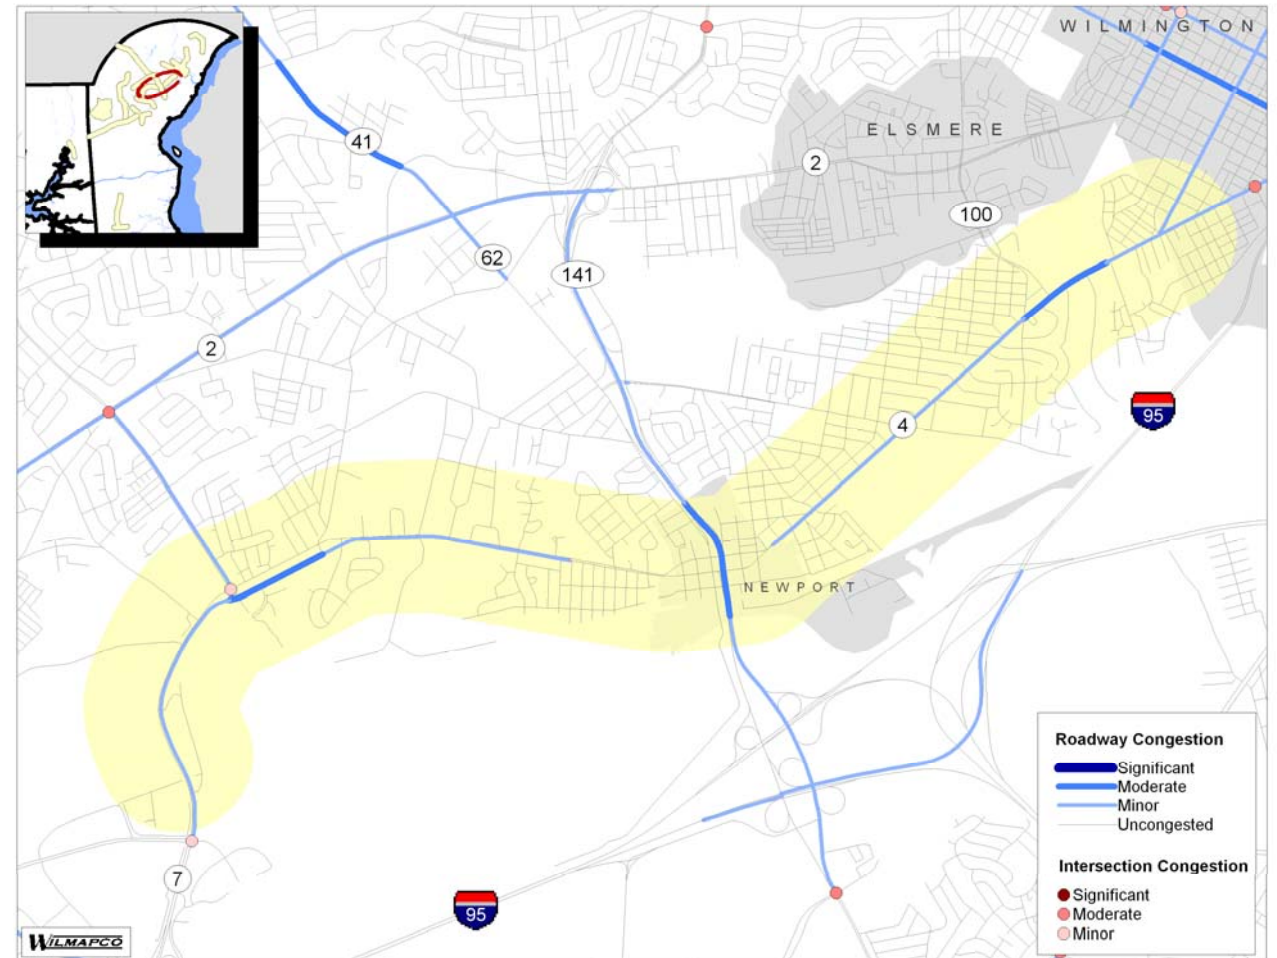 WILMINGTON
ELSMERE
41
2
100
62
141
2
95
4
NEWPORT
Roadway Congestion
Significant
Moderate
Minor
Uncongested
Intersection Congestion
Significant
Moderate
Minor
7
95
WILMAPCO